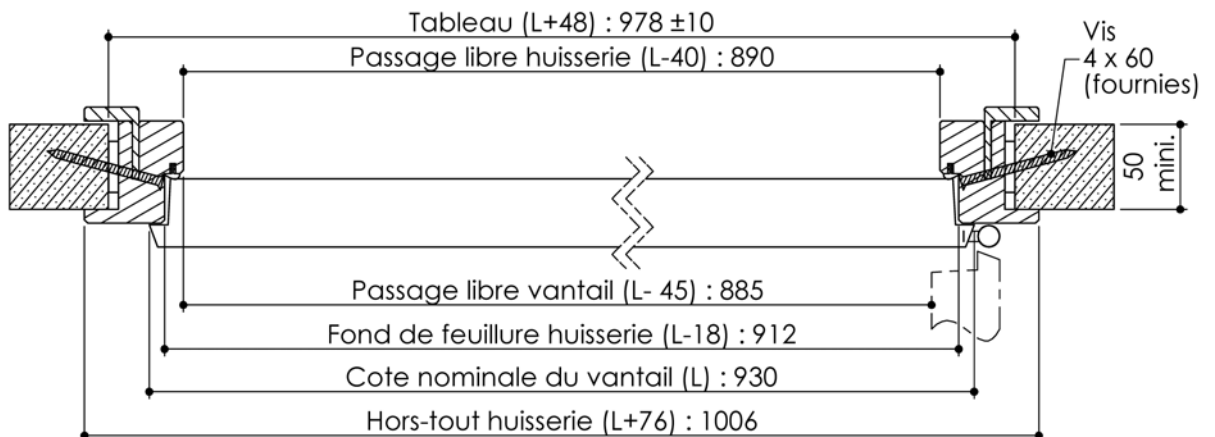 Tableau (L+48) : 978 ±10
Passage libre huisserie (L-40) : 890
Vis
4 x 60
(fournies)
50
mini.
Passage libre vantail (L- 45) : 885
Fond de feuillure huisserie (L-18) : 912
Cote nominale du vantail (L) : 930
Hors-tout huisserie (L+76) : 1006